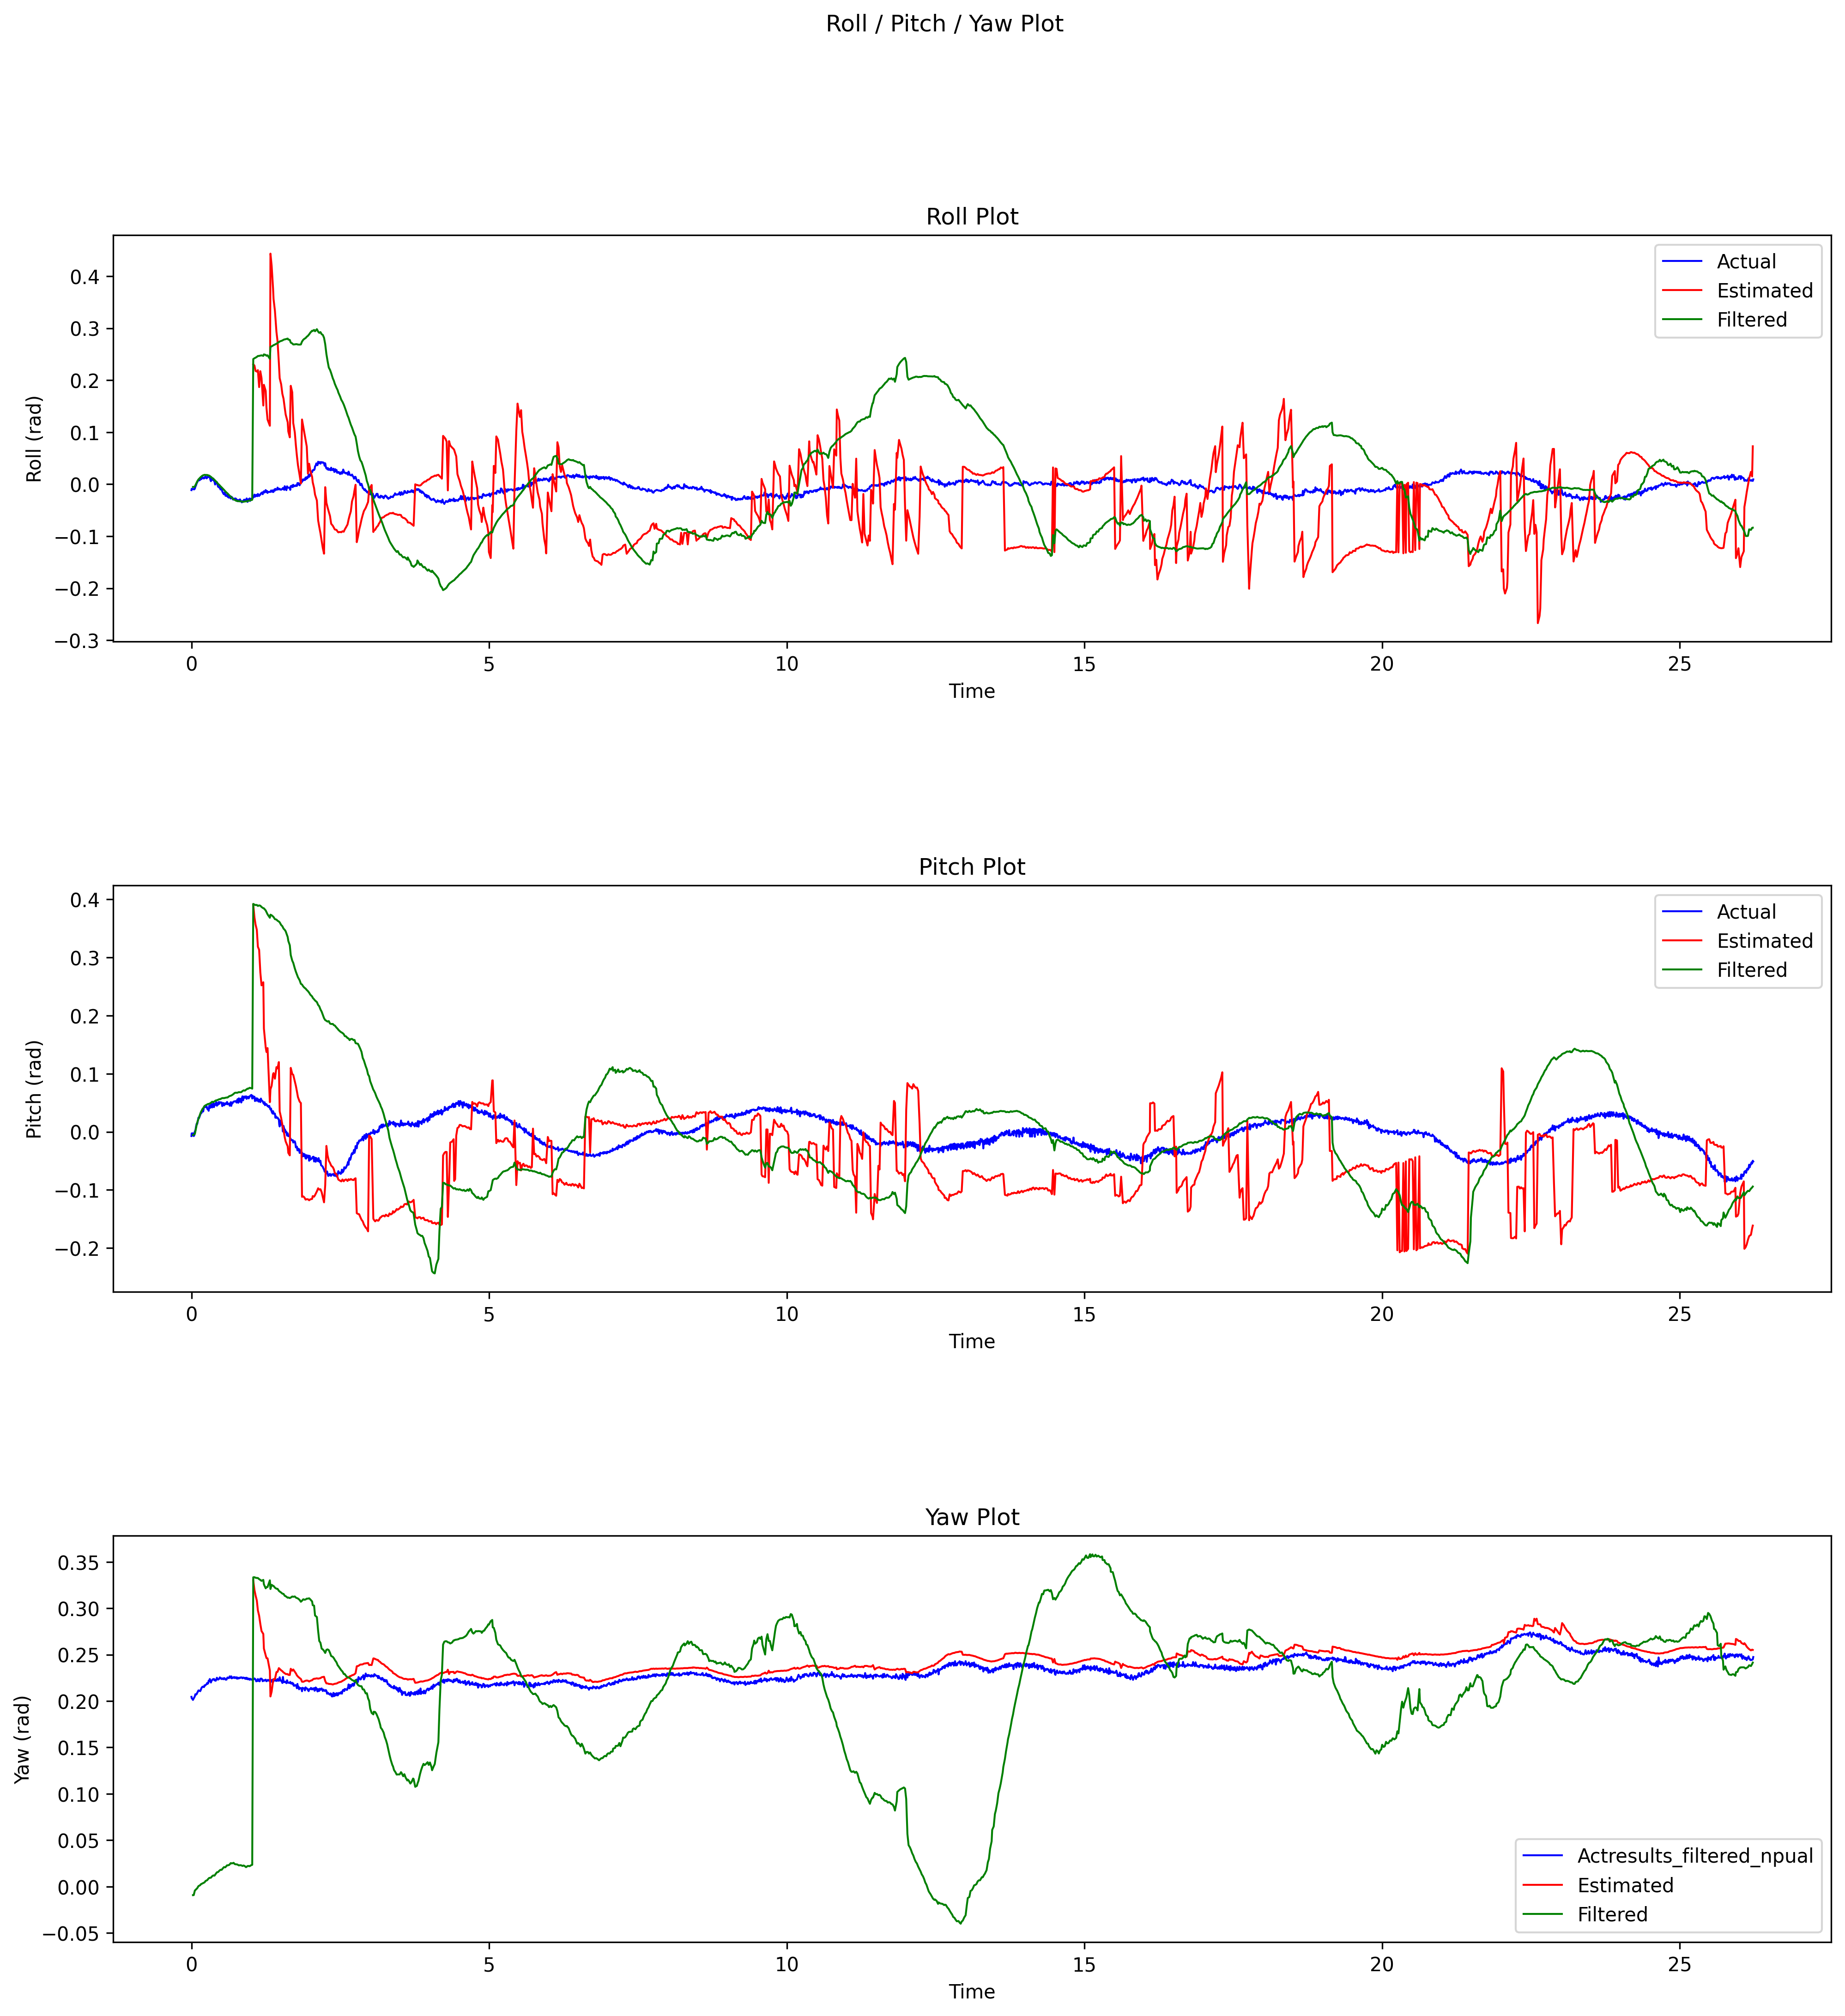 Roll / Pitch / Yaw Plot
Roll Plot
Roll (rad)
0.4
0.3
0.2
0.1
0.0
−0.1
−0.2
−0.3
Actual
Estimated
Filtered
0 5 10 15 20 25
Time
Pitch Plot
Pitch (rad)
0.4
0.3
0.2
0.1
0.0
−0.1
−0.2
Actual
Estimated
Filtered
0 5 10 15 20 25
Time
Yaw Plot
Yaw (rad)
0.35
0.30
0.25
0.20
0.15
0.10
0.05
0.00
−0.05
Actresults_filtered_npual
Estimated
Filtered
0 5 10 15 20 25
Time